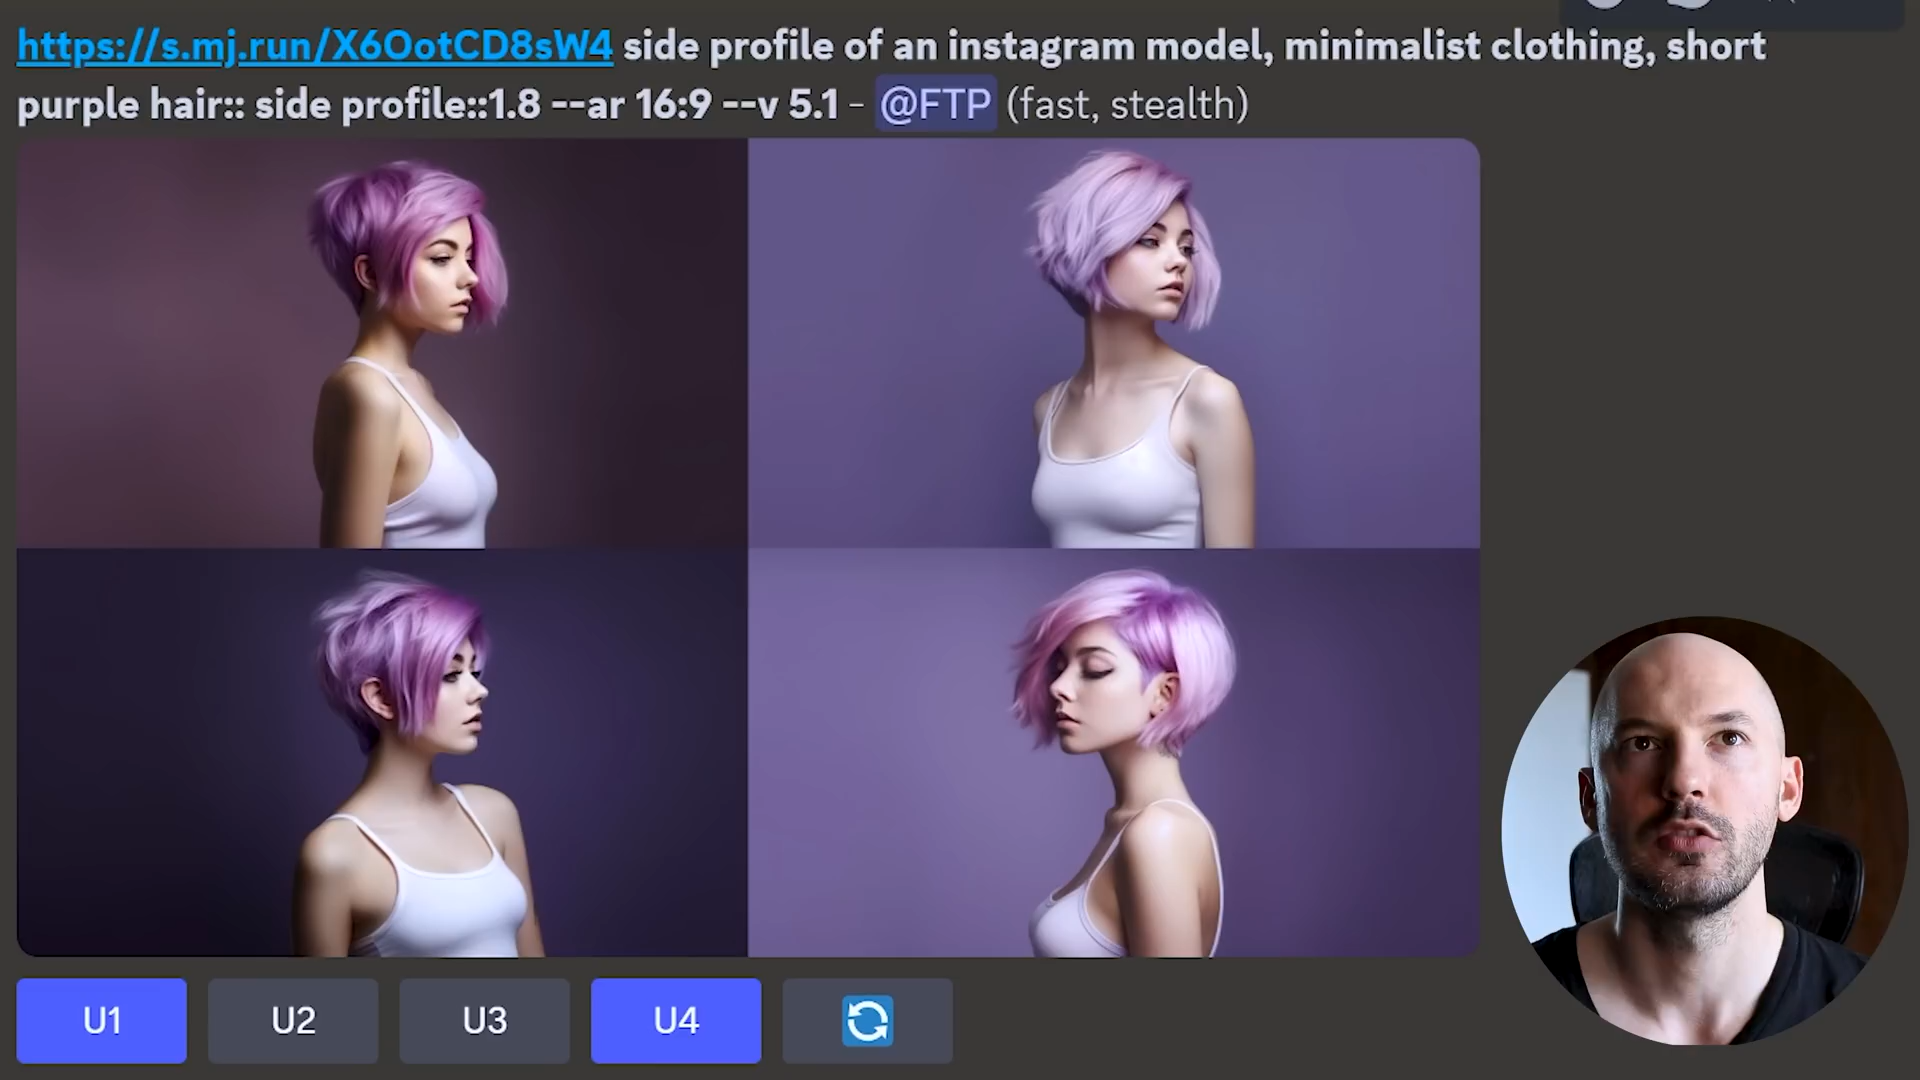 https://s.mj.run/X6OotCD8sW4 side profile of an instagram model, minimalist clothing, short
purple hair:: side profile::1.8 --ar 16:9 --v 5.1 - @FTP (fast, stealth)
U1 U2 U3 U4